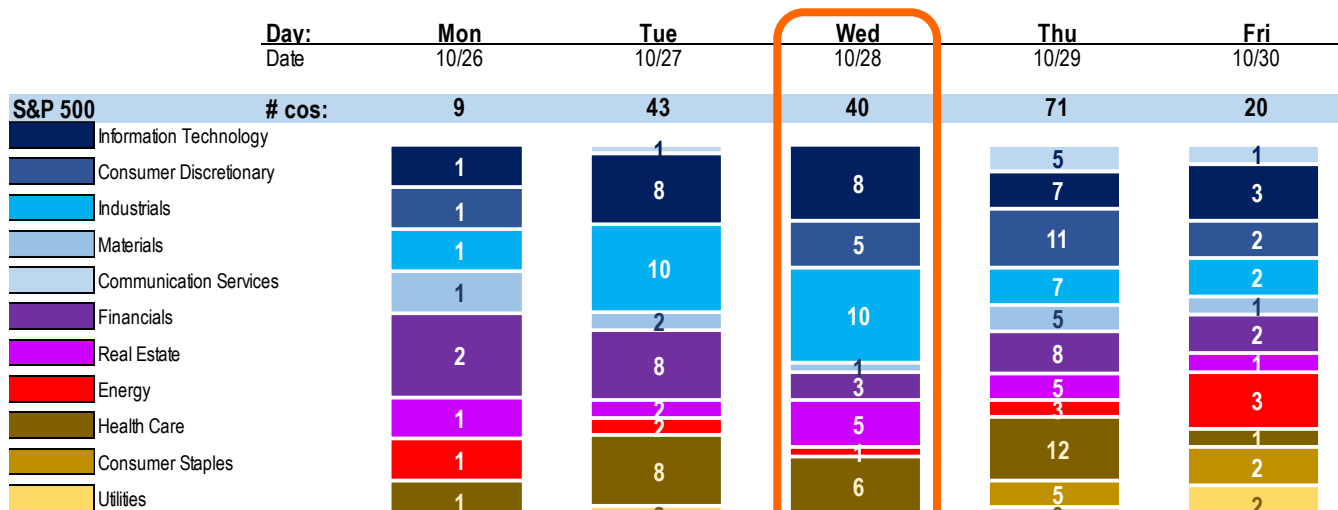 Day: Mon Tue Wed Thu Fri
Date 10/26 10/27 10/28 10/29 10/30
S&P 500 # cos: 9 43 40 71 20
Information Technology
1 5 1
Consumer Discretionary
1 8 8 7 3
Industrials
1 5 11 2
Materials
1 10 7 2
Communication Services
1 2 10 5 1
Financials
2 8 1 8 2
Real Estate
3 5 1
1 2 5 3 3
Energy
1 2 1 12 1
Health Care
8 6 5 2
Consumer Staples
1 2
Utilities